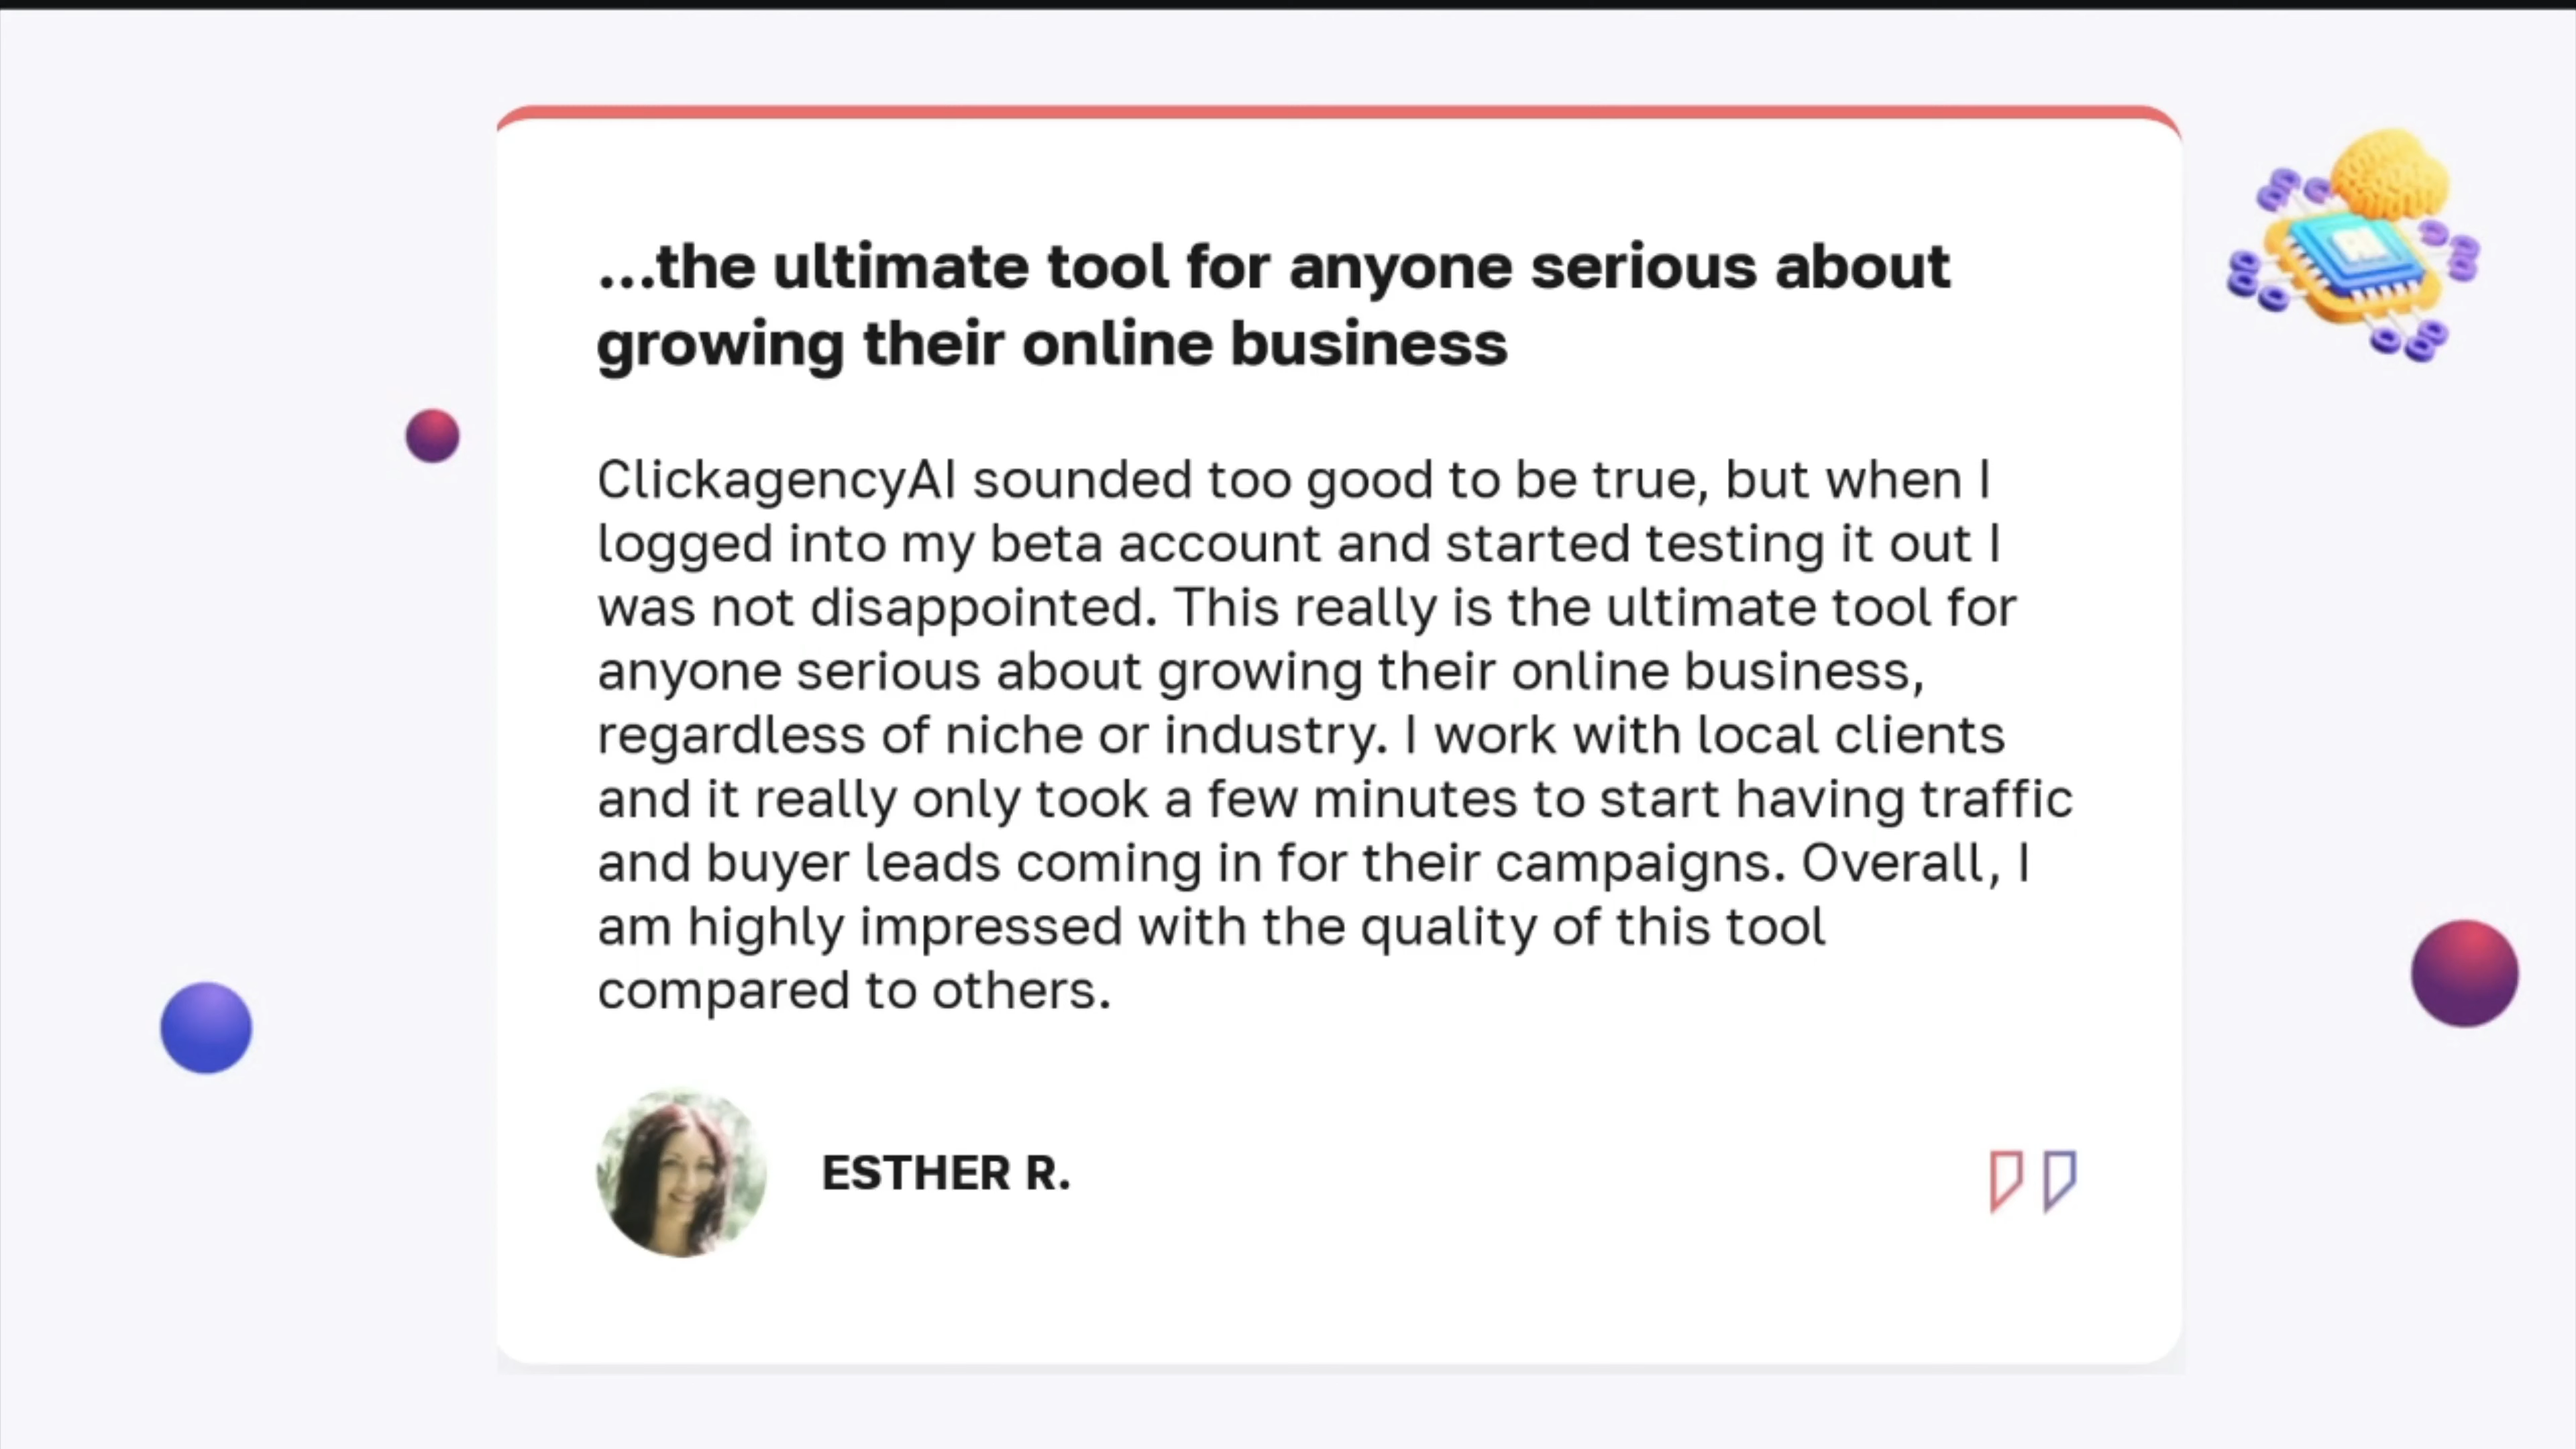 ...the ultimate tool for anyone serious about
growing their online business
ClickagencyAI sounded too good to be true, but when I
logged into my beta account and started testing it out I
was not disappointed. This really is the ultimate tool for
anyone serious about growing their online business,
regardless of niche or industry. I work with local clients
and it really only took a few minutes to start having traffic
and buyer leads coming in for their campaigns. Overall, I
am highly impressed with the quality of this tool
compared to others.
ESTHER R.